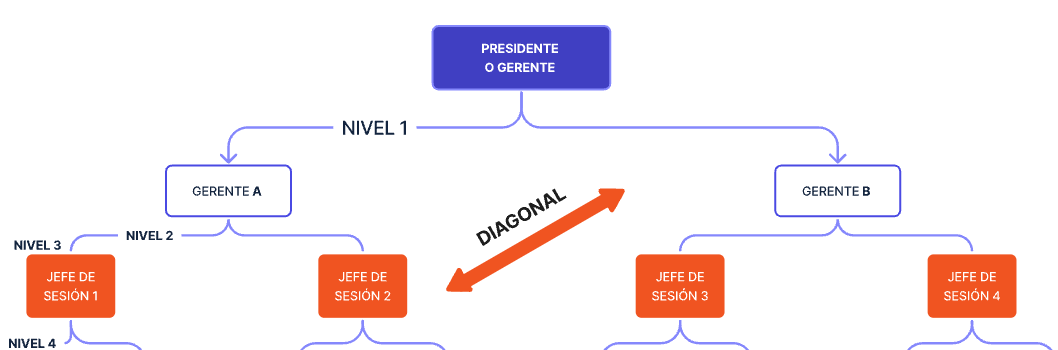 PRESIDENTE
O GERENTE
NIVEL 1
GERENTE A
GERENTE B
DIAGONAL
NIVEL 2
NIVEL 3
JEFE DE
SESIÓN 1
JEFE DE
SESIÓN 2
JEFE DE
SESIÓN 3
JEFE DE
SESIÓN 4
NIVEL 4